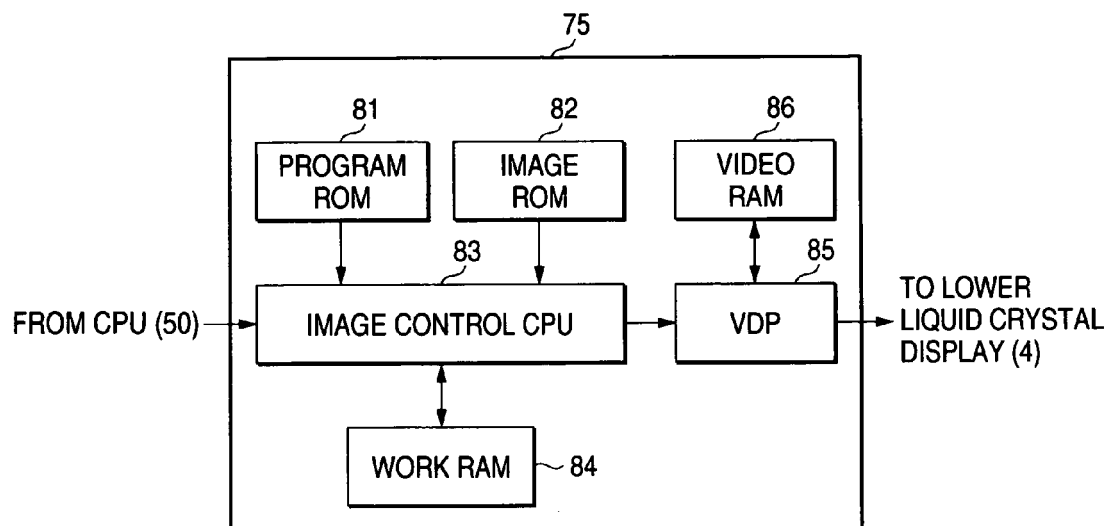 75
81
82
86
PROGRAM
ROM
IMAGE
ROM
VIDEO
RAM
83
85
FROM CPU (50)
IMAGE CONTROL CPU
VDP
TO LOWER
LIQUID CRYSTAL
DISPLAY (4)
WORK RAM
84